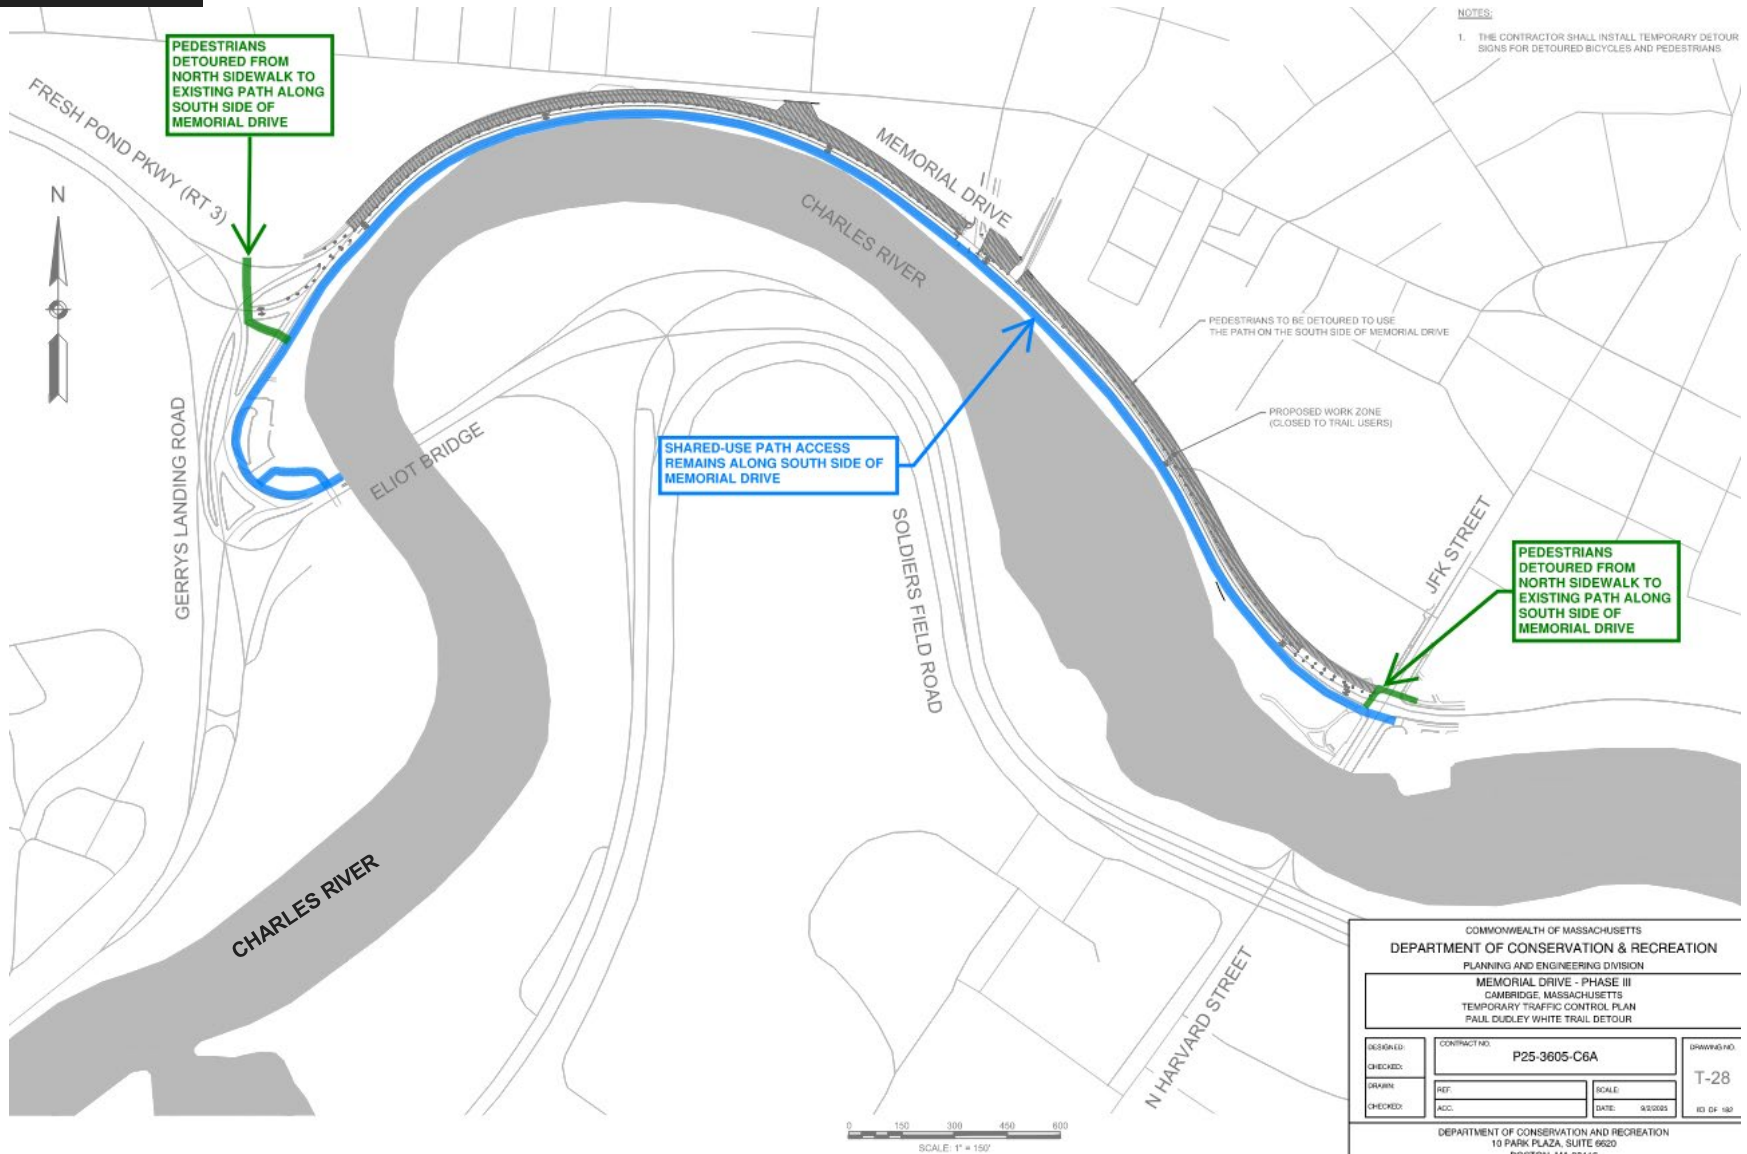 NOTES:
1. THE CONTRACTOR SHALL INSTALL TEMPORARY DETOUR
SIGNS FOR DETOURED BICYCLES AND PEDESTRIANS
PEDESTRIANS
DETOURED FROM
NORTH SIDEWALK TO
EXISTING PATH ALONG
SOUTH SIDE OF
MEMORIAL DRIVE
FRESH POND PKWY (RT 3)
N
MEMORIAL DRIVE
CHARLES RIVER
PEDESTRIANS TO BE DETOURED TO USE
THE PATH ON THE SOUTH SIDE OF MEMORIAL DRIVE
PROPOSED WORK ZONE
(CLOSED TO TRAIL USERS)
GERRYS LANDING ROAD
ELIOT BRIDGE
SHARED-USE PATH ACCESS
REMAINS ALONG SOUTH SIDE OF
MEMORIAL DRIVE
SOLDIERS FIELD ROAD
JFK STREET
PEDESTRIANS
DETOURED FROM
NORTH SIDEWALK TO
EXISTING PATH ALONG
SOUTH SIDE OF
MEMORIAL DRIVE
CHARLES RIVER
N HARVARD STREET
0 150 300 450 600
SCALE: 1" = 150'
COMMONWEALTH OF MASSACHUSETTS
DEPARTMENT OF CONSERVATION & RECREATION
PLANNING AND ENGINEERING DIVISION
MEMORIAL DRIVE - PHASE III
CAMBRIDGE, MASSACHUSETTS
TEMPORARY TRAFFIC CONTROL PLAN
PAUL DUDLEY WHITE TRAIL DETOUR
DESIGNED:
CHECKED:
DRAWN:
CHECKED:
CONTRACT NO.
P25-3605-C6A
REF.
ACC.
SCALE:
DATE: 9/2/2025
DRAWING NO.
T-28
OF 182
DEPARTMENT OF CONSERVATION AND RECREATION
10 PARK PLAZA, SUITE 6620